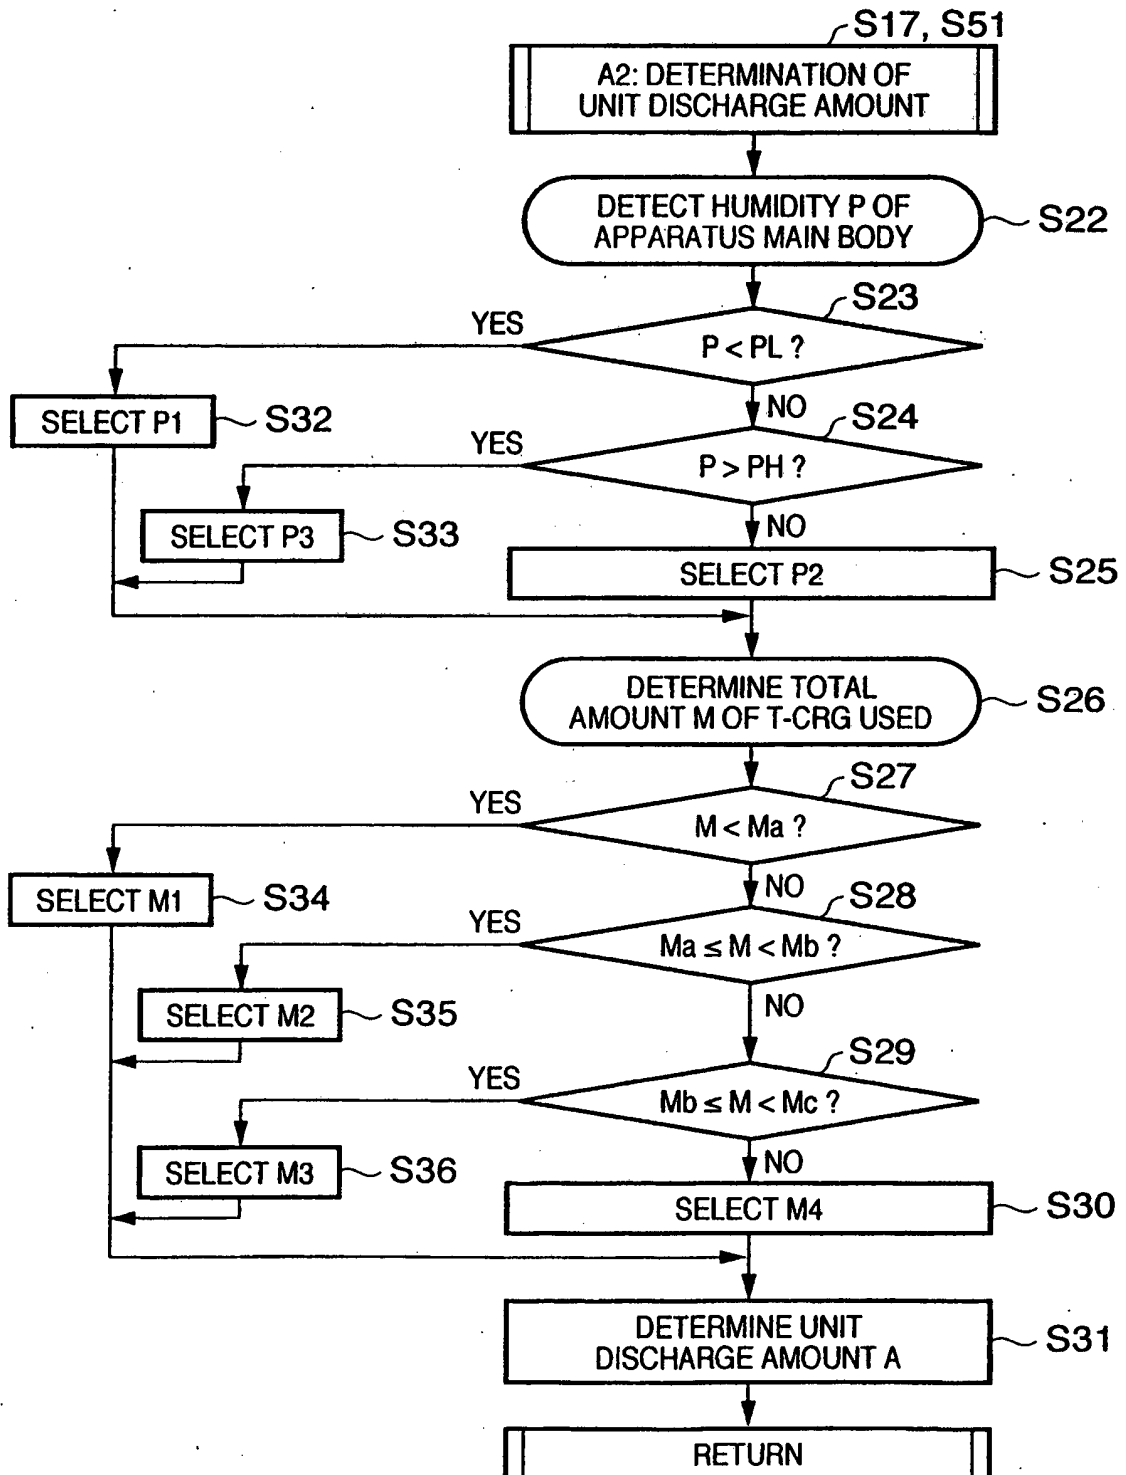 S17, S51
A2: DETERMINATION OF
UNIT DISCHARGE AMOUNT
DETECT HUMIDITY P OF
APPARATUS MAIN BODY
S22
S23
YES
P < PL ?
NO
SELECT P1
S32
S24
YES
P > PH ?
NO
SELECT P3
S33
SELECT P2
S25
DETERMINE TOTAL
AMOUNT M OF T-CRG USED
S26
S27
YES
M < Ma ?
NO
SELECT M1
S34
S28
YES
Ma ≤ M < Mb ?
NO
SELECT M2
S35
S29
YES
Mb ≤ M < Mc ?
NO
SELECT M3
S36
SELECT M4
S30
DETERMINE UNIT
DISCHARGE AMOUNT A
S31
RETURN